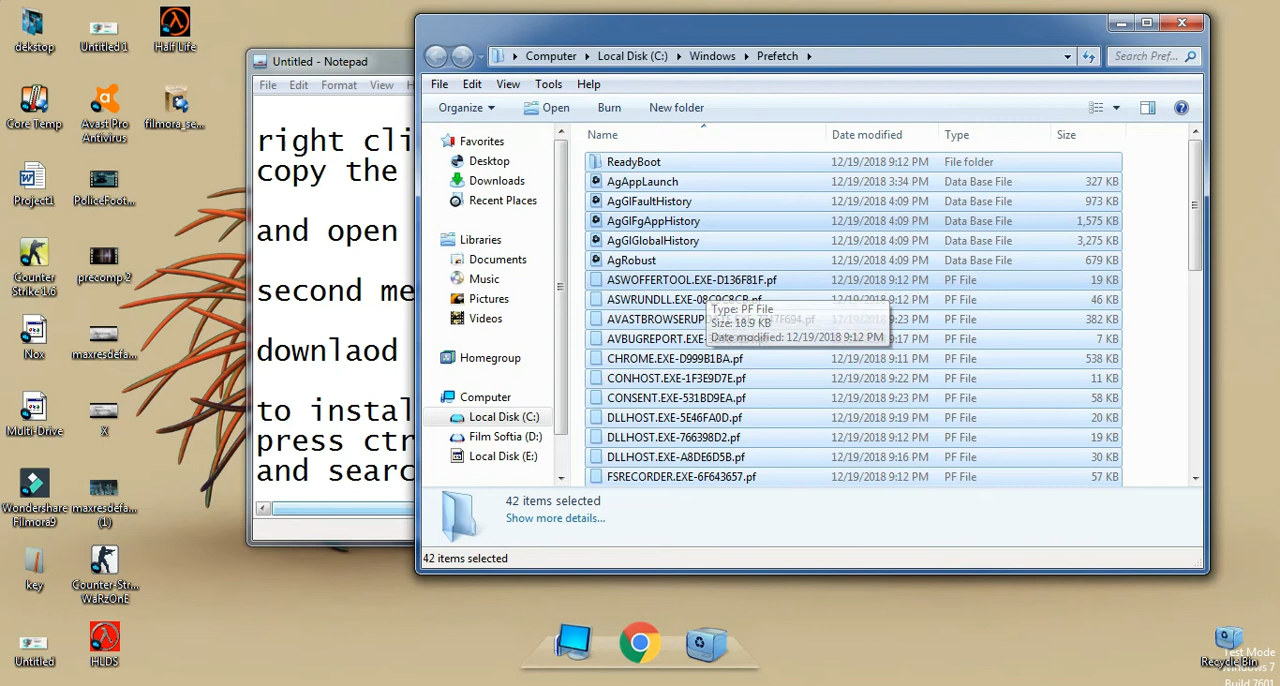 dekstop
Untitled 1
Half Life
Core Temp
Avast Pro
Antivirus
filmora_se...
Project1
PoliceFoot...
Counter
Strike 1.6
precomp.2
Nox
maxresdefa...
Multi-Drive
X
Wondershare
Filmora9
maxresdefa...
(1)
key
Counter-Str...
WaRzOnE
Untitled
HLDS
Untitled - Notepad
File Edit Format View H
right cli
copy the
and open
second me
downlaod
to instal
press ctr
and searc
Computer Local Disk (C:) Windows Prefetch
Search Pref...
File Edit View Tools Help
Organize Open Burn New folder
Favorites
Desktop
Downloads
Recent Places
Libraries
Documents
Music
Pictures
Videos
Homegroup
Computer
Local Disk (C:)
Film Softia (D:)
Local Disk (E:)
Name Date modified Type Size
ReadyBoot 12/19/2018 9:12 PM File folder
AgAppLaunch 12/19/2018 3:34 PM Data Base File 327 KB
AgGlFaultHistory 12/19/2018 4:09 PM Data Base File 973 KB
AgGlFgAppHistory 12/19/2018 4:09 PM Data Base File 1,575 KB
AgGlGlobalHistory 12/19/2018 4:09 PM Data Base File 3,275 KB
AgRobust 12/19/2018 4:09 PM Data Base File 679 KB
ASWOFFERTOOL.EXE-D136F81F.pf 12/19/2018 9:12 PM PF File 19 KB
12/19/2018 9:12 PM PF File 46 KB
9:23 PM PF File 382 KB
9:17 PM PF File 7 KB
CHROME.EXE-D999B1BA.pf 12/19/2018 9:11 PM PF File 538 KB
CONHOST.EXE-1F3E9D7E.pf 12/19/2018 9:22 PM PF File 11 KB
CONSENT.EXE-531BD9EA.pf 12/19/2018 9:23 PM PF File 58 KB
DLLHOST.EXE-5E46FA0D.pf 12/19/2018 9:19 PM PF File 20 KB
DLLHOST.EXE-766398D2.pf 12/19/2018 9:12 PM PF File 19 KB
DLLHOST.EXE-A8DE6D5B.pf 12/19/2018 9:16 PM PF File 30 KB
FSRECORDER.EXE-6F643657.pf 12/19/2018 9:12 PM PF File 57 KB
Type: PF File
Size: 18.9 KB
Date modified: 12/19/2018 9:12 PM
42 items selected
Show more details...
42 items selected
Recycle Bin
Test Mode
Windows 7
Build 7601